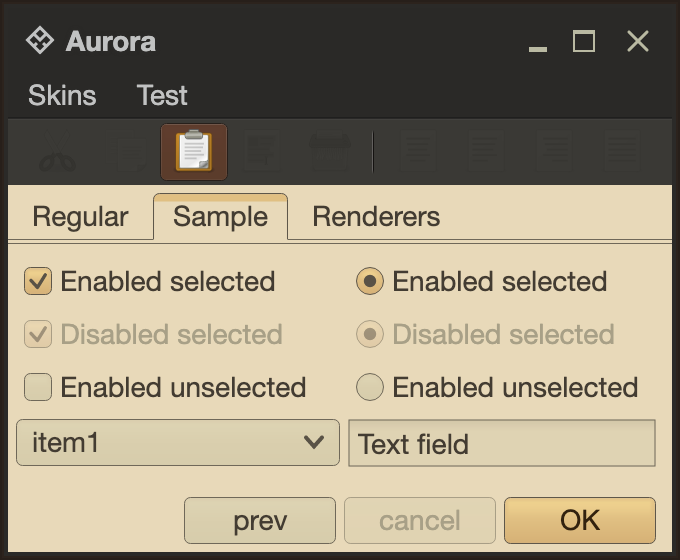 Aurora
Skins Test
Regular Sample Renderers
Enabled selected Enabled selected
Disabled selected Disabled selected
Enabled unselected Enabled unselected
item1 Text field
prev cancel OK